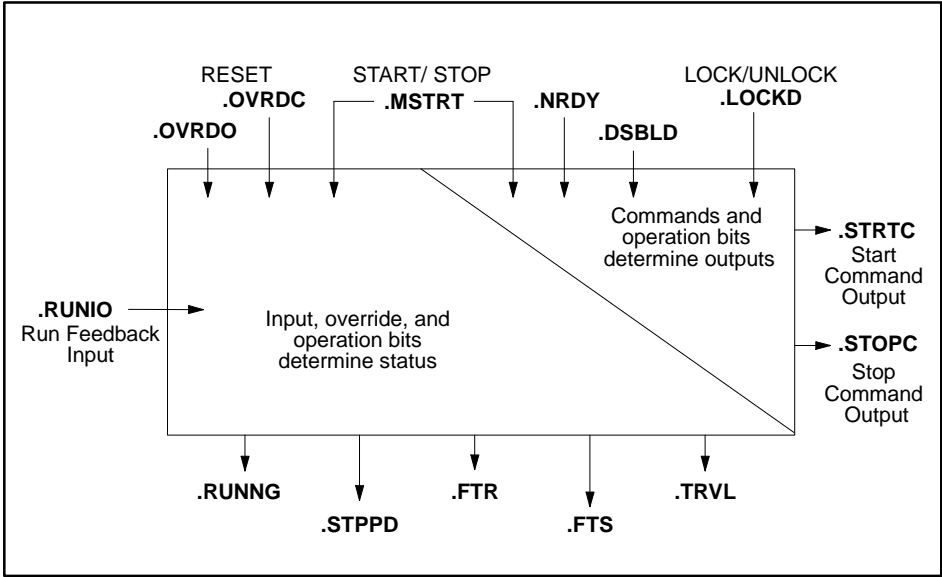 RESET
.OVRDC
.OVRDO
START/ STOP
.MSTRT
.NRDY
.DSBLD
LOCK/UNLOCK
.LOCKD
Commands and
operation bits
determine outputs
.STRTC
Start
Command
Output
.RUNIO
Run Feedback
Input
Input, override, and
operation bits
determine status
.STOPC
Stop
Command
Output
.RUNNG
.STPPD
.FTR
.FTS
.TRVL